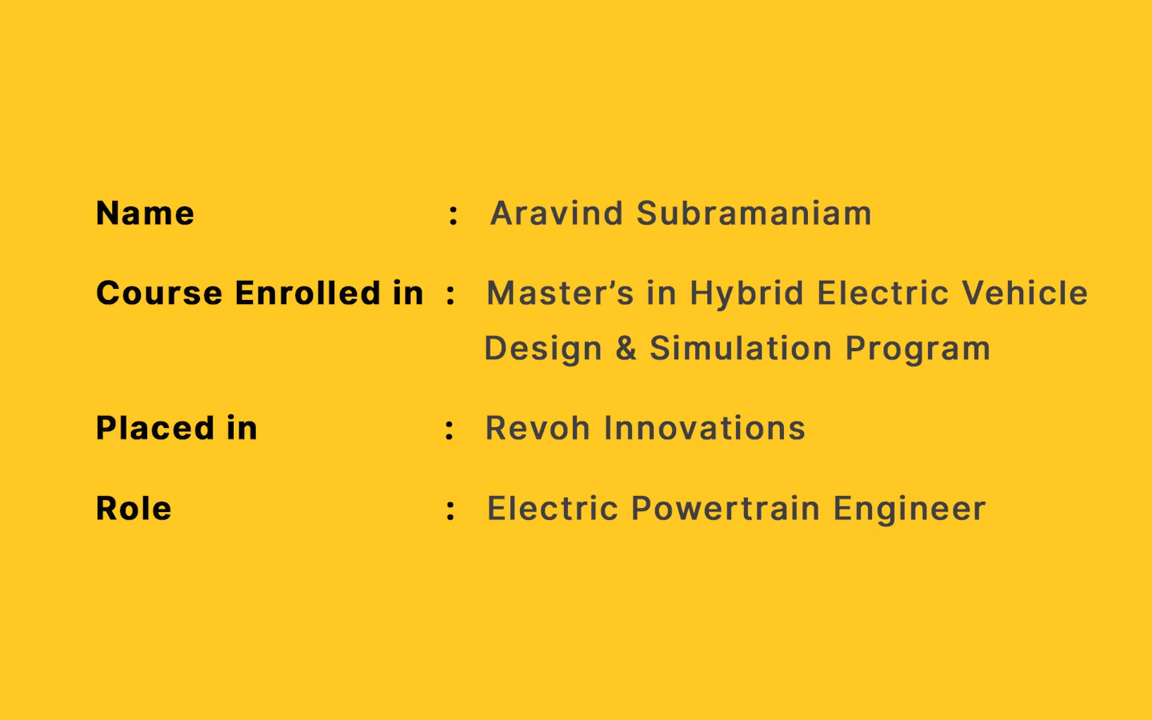 Name : Aravind Subramaniam
Course Enrolled in : Master’s in Hybrid Electric Vehicle
Design & Simulation Program
Placed in : Revoh Innovations
Role : Electric Powertrain Engineer